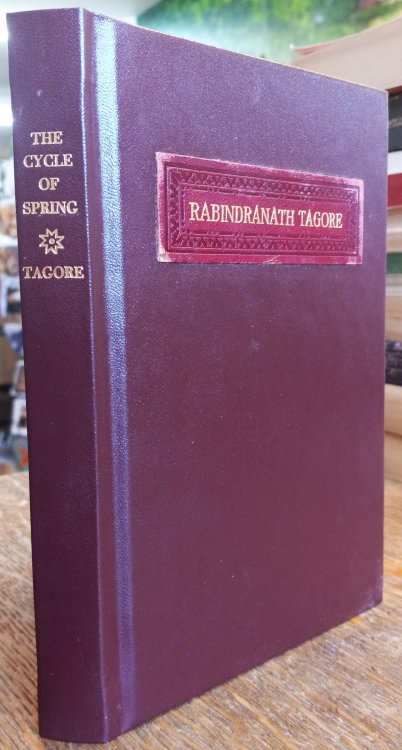 THE
CYCLE
OF
SPRING
TAGORE
RABINDRANATH TAGORE